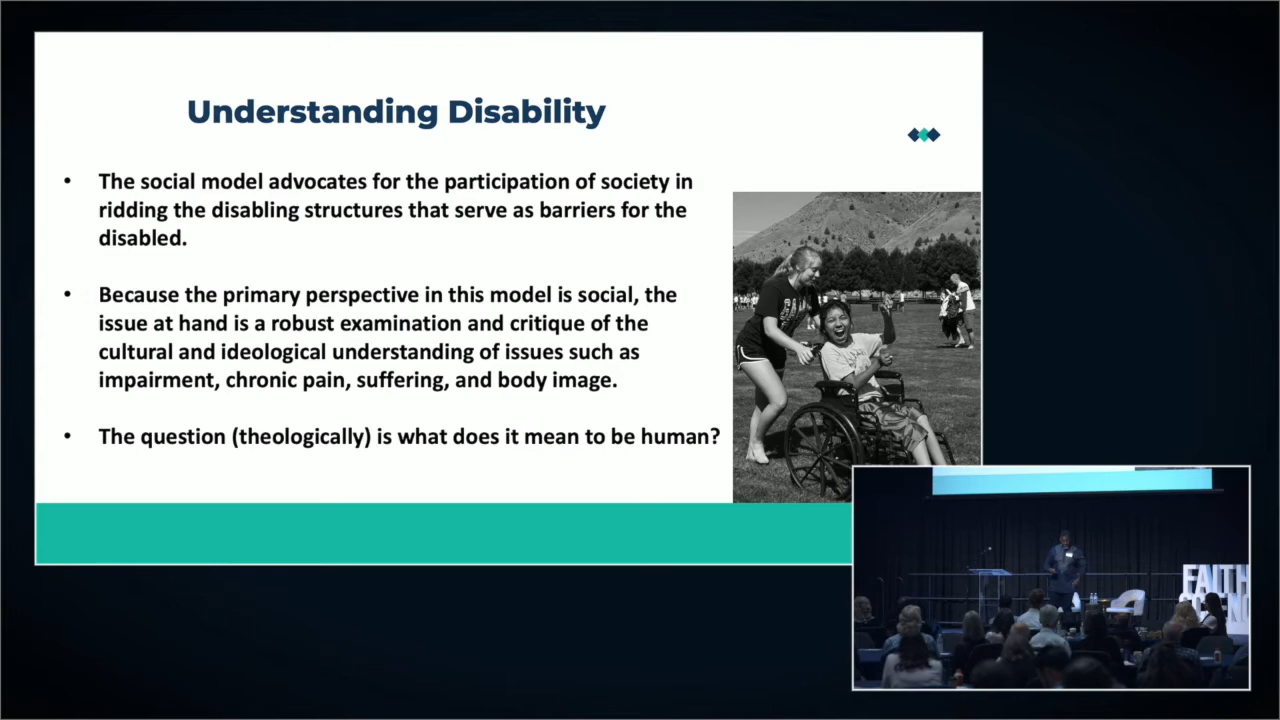 Understanding Disability
• The social model advocates for the participation of society in
ridding the disabling structures that serve as barriers for the
disabled.
• Because the primary perspective in this model is social, the
issue at hand is a robust examination and critique of the
cultural and ideological understanding of issues such as
impairment, chronic pain, suffering, and body image.
• The question (theologically) is what does it mean to be human?
FAITH